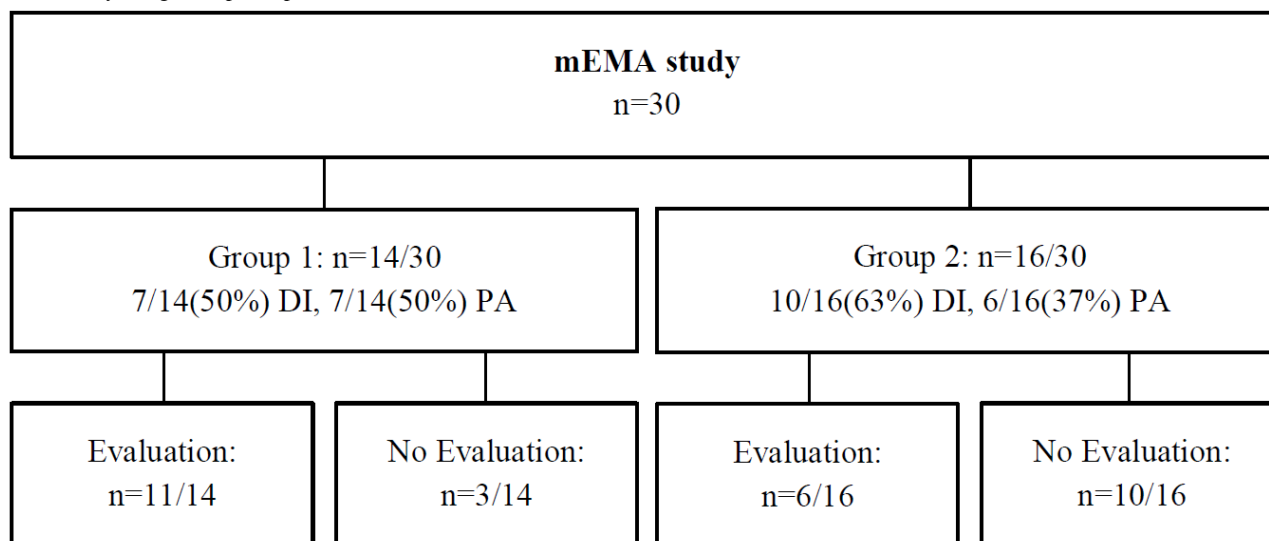 mEMA study
n=30
Group 1: n=14/30
7/14(50%) DI, 7/14(50%) PA
Group 2: n=16/30
10/16(63%) DI, 6/16(37%) PA
Evaluation:
n=11/14
No Evaluation:
n=3/14
Evaluation:
n=6/16
No Evaluation:
n=10/16